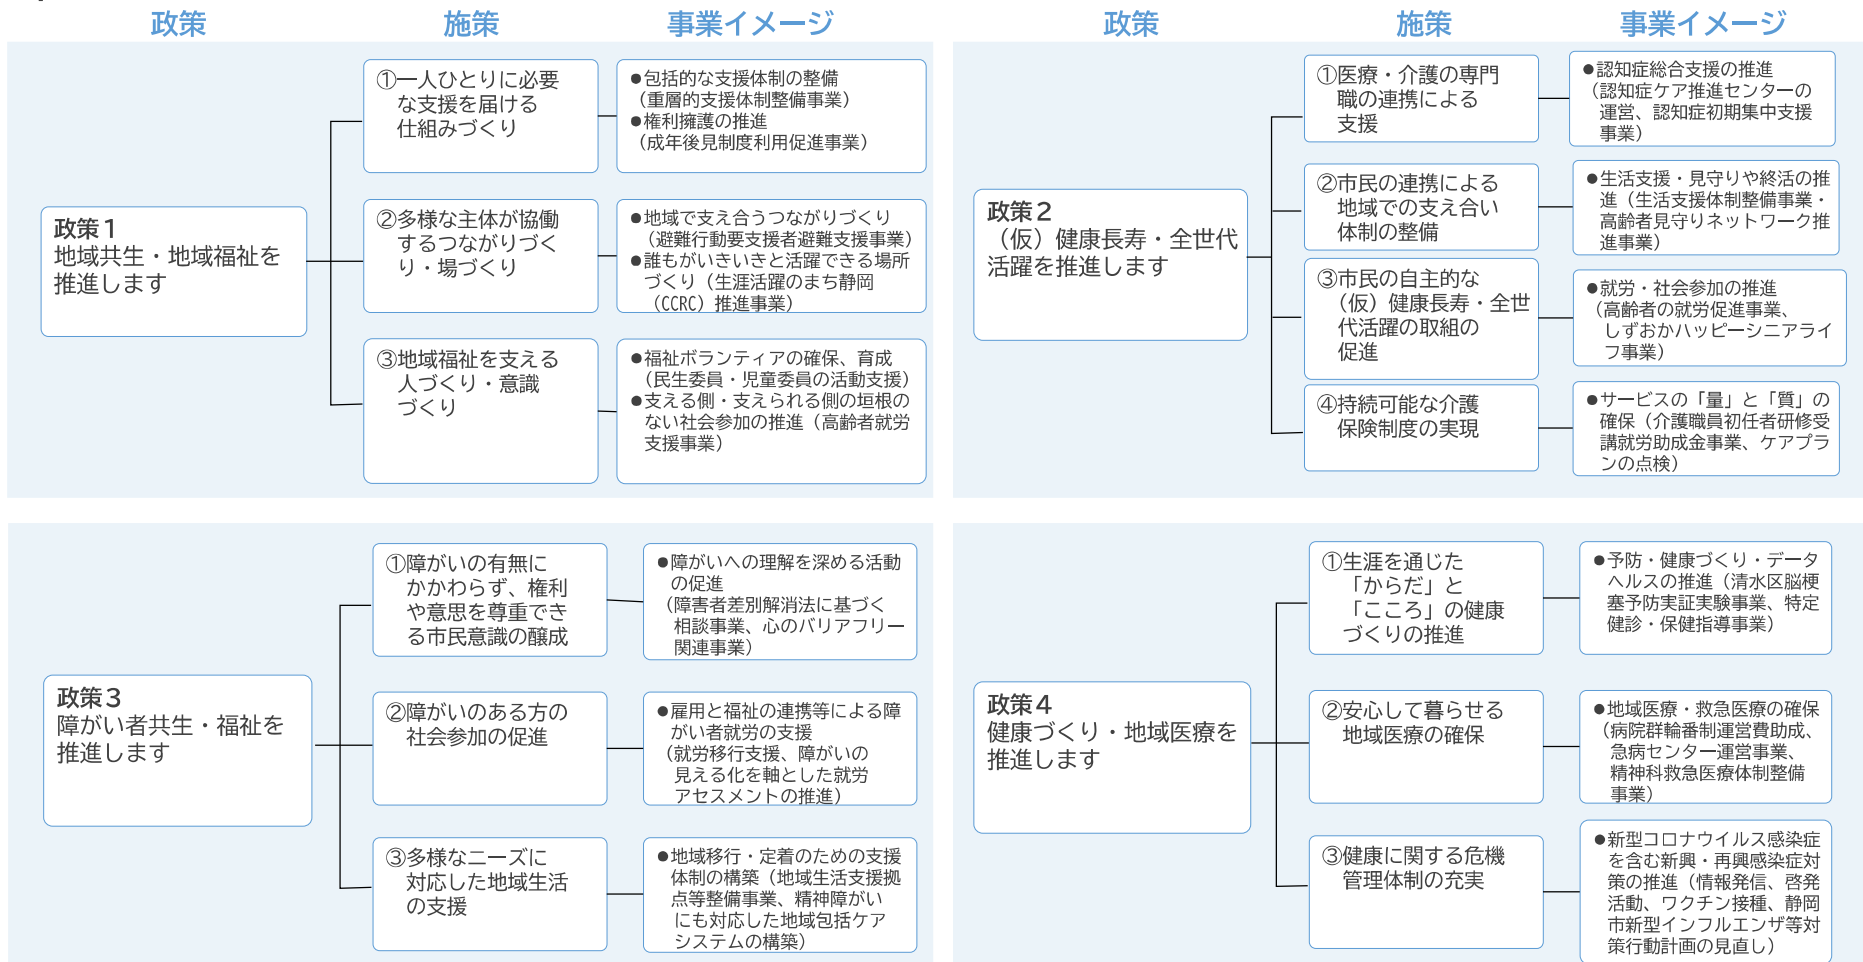 政策 施策 事業イメージ
政策１
地域共生・地域福祉を
推進します
①一人ひとりに必要
な支援を届ける
仕組みづくり
●包括的な支援体制の整備
（重層的支援体制整備事業）
●権利擁護の推進
（成年後見制度利用促進事業）
②多様な主体が協働
するつながりづく
り・場づくり
●地域で支え合うつながりづくり
（避難行動要支援者避難支援事業）
●誰もがいきいきと活躍できる場所
づくり（生涯活躍のまち静岡
（CCRC）推進事業）
③地域福祉を支える
人づくり・意識
づくり
●福祉ボランティアの確保、育成
（民生委員・児童委員の活動支援）
●支える側・支えられる側の垣根の
ない社会参加の推進（高齢者就労
支援事業）
政策 施策 事業イメージ
政策２
（仮）健康長寿・全世代
活躍を推進します
①医療・介護の専門
職の連携による
支援
●認知症総合支援の推進
（認知症ケア推進センターの
運営、認知症初期集中支援
事業）
②市民の連携による
地域での支え合い
体制の整備
●生活支援・見守りや終活の推
進（生活支援体制整備事業・
高齢者見守りネットワーク推
進事業）
③市民の自主的な
（仮）健康長寿・全世
代活躍の取組の
促進
●就労・社会参加の推進
（高齢者の就労促進事業、
しずおかハッピーシニアライ
フ事業）
④持続可能な介護
保険制度の実現
●サービスの「量」と「質」の
確保（介護職員初任者研修受
講就労助成金事業、ケアプラ
ンの点検）
政策３
障がい者共生・福祉を
推進します
①障がいの有無に
かかわらず、権利
や意思を尊重でき
る市民意識の醸成
●障がいへの理解を深める活動
の促進
（障害者差別解消法に基づく
相談事業、心のバリアフリー
関連事業）
②障がいのある方の
社会参加の促進
●雇用と福祉の連携等による障
がい者就労の支援
（就労移行支援、障がいの
見える化を軸とした就労
アセスメントの推進）
③多様なニーズに
対応した地域生活
の支援
●地域移行・定着のための支援
体制の構築（地域生活支援拠
点等整備事業、精神障がい
にも対応した地域包括ケア
システムの構築）
政策４
健康づくり・地域医療を
推進します
①生涯を通じた
「からだ」と
「こころ」の健康
づくりの推進
●予防・健康づくり・データ
ヘルスの推進（清水区脳梗
塞予防実証実験事業、特定
健診・保健指導事業）
②安心して暮らせる
地域医療の確保
●地域医療・救急医療の確保
（病院群輪番制運営費助成、
急病センター運営事業、
精神科救急医療体制整備
事業）
③健康に関する危機
管理体制の充実
●新型コロナウイルス感染症
を含む新興・再興感染症対
策の推進（情報発信、啓発
活動、ワクチン接種、静岡
市新型インフルエンザ等対
策行動計画の見直し）